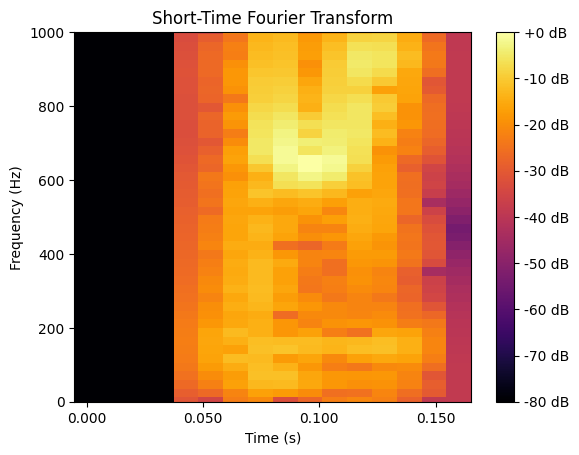 Short-Time Fourier Transform
Frequency (Hz)
1000
800
600
400
200
0
0.000
0.050
0.100
0.150
Time (s)
+0 dB
-10 dB
-20 dB
-30 dB
-40 dB
-50 dB
-60 dB
-70 dB
-80 dB